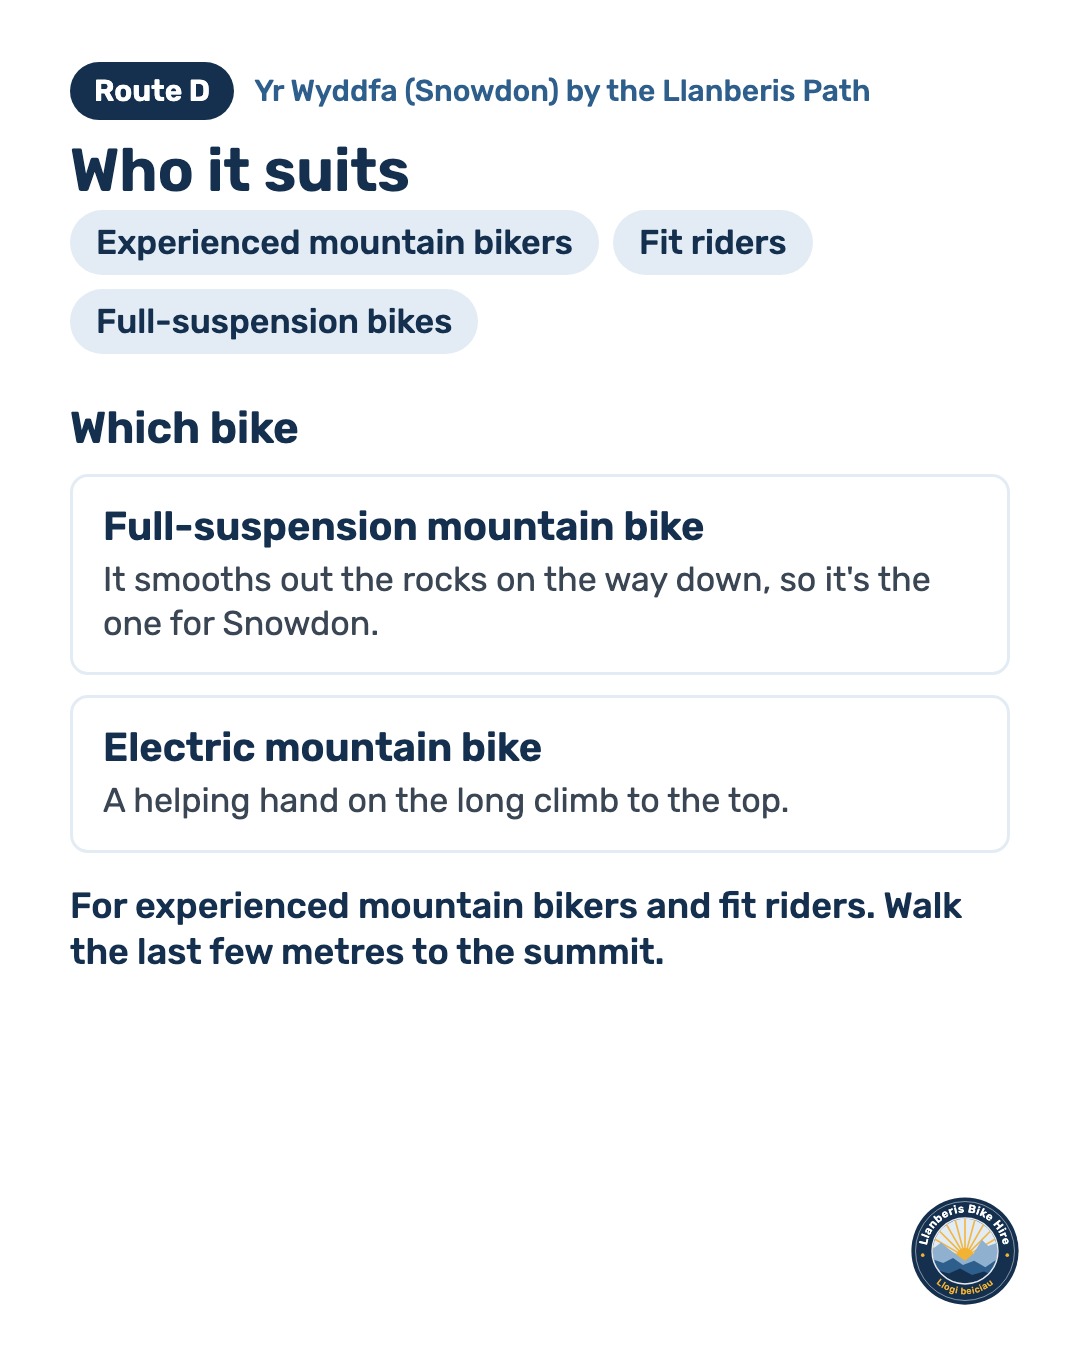 Route D
Yr Wyddfa (Snowdon) by the Llanberis Path
Who it suits
Experienced mountain bikers
Fit riders
Full-suspension bikes
Which bike
Full-suspension mountain bike
It smooths out the rocks on the way down, so it's the
one for Snowdon.
Electric mountain bike
A helping hand on the long climb to the top.
For experienced mountain bikers and fit riders. Walk
the last few metres to the summit.
Llanberis Bike Hire
Llogi beiciau